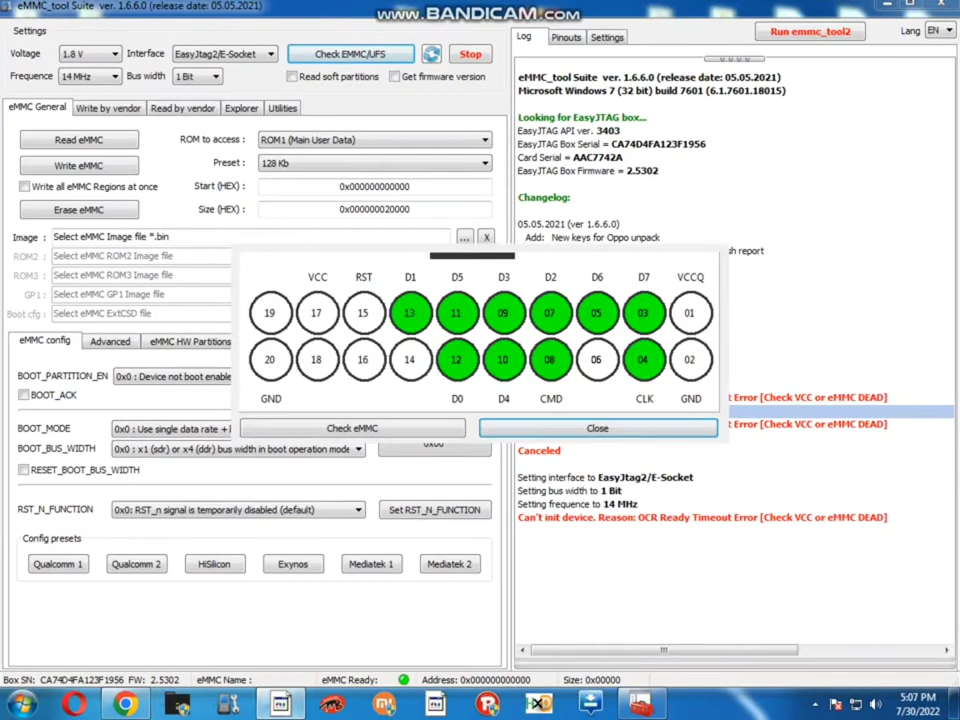 eMMC_tool Suite ver. 1.6.6.0 (release date: 05.05.2021)
www.BANDICAM.com
Settings
Voltage 1.8 V Interface EasyJtag2/E-Socket Check EMMC/UFS Stop
Frequence 14 MHz Bus width 1 Bit Read soft partitions Get firmware version
eMMC General Write by vendor Read by vendor Explorer Utilities
Read eMMC ROM to access : ROM1 (Main User Data)
Write eMMC Preset : 128 Kb
Write all eMMC Regions at once Start (HEX) : 0x000000000000
Erase eMMC Size (HEX) : 0x000000020000
Image : Select eMMC Image file *.bin ... X
ROM2 : Select eMMC ROM2 Image file
ROM3 : Select eMMC ROM3 Image file
GP1 : Select eMMC GP1 Image file
Boot cfg : Select eMMC ExtCSD file
eMMC config Advanced eMMC HW Partitions
BOOT_PARTITION_EN 0x0 : Device not boot enable
BOOT_ACK
BOOT_MODE 0x0 : Use single data rate +
BOOT_BUS_WIDTH 0x0 : x1 (sdr) or x4 (ddr) bus width in boot operation mode 0x00
RESET_BOOT_BUS_WIDTH
RST_N_FUNCTION 0x0: RST_n signal is temporarily disabled (default) Set RST_N_FUNCTION
Config presets
Qualcomm 1 Qualcomm 2 HiSilicon Exynos Mediatek 1 Mediatek 2
VCC RST D1 D5 D3 D2 D6 D7 VCCQ
19 17 15 13 11 09 07 05 03 01
20 18 16 14 12 10 08 06 04 02
GND D0 D4 CMD CLK GND
Check eMMC Close
Log Pinouts Settings Run emmc_tool2 Lang EN
eMMC_tool Suite ver. 1.6.6.0 (release date: 05.05.2021)
Microsoft Windows 7 (32 bit) build 7601 (6.1.7601.18015)
Looking for EasyJTAG box...
EasyJTAG API ver. 3403
EasyJTAG Box Serial = CA74D4FA123F1956
Card Serial = AAC7742A
EasyJTAG Box Firmware = 2.5302
Changelog:
05.05.2021 (ver 1.6.6.0)
Add: New keys for Oppo unpack
sh report
t Error [Check VCC or eMMC DEAD]
t Error [Check VCC or eMMC DEAD]
Canceled
Setting interface to EasyJtag2/E-Socket
Setting bus width to 1 Bit
Setting frequence to 14 MHz
Can't init device. Reason: OCR Ready Timeout Error [Check VCC or eMMC DEAD]
Box SN: CA74D4FA123F1956 FW: 2.5302 eMMC Name : eMMC Ready: Address: 0x000000000000 Size: 0x00000
5:07 PM
7/30/2022